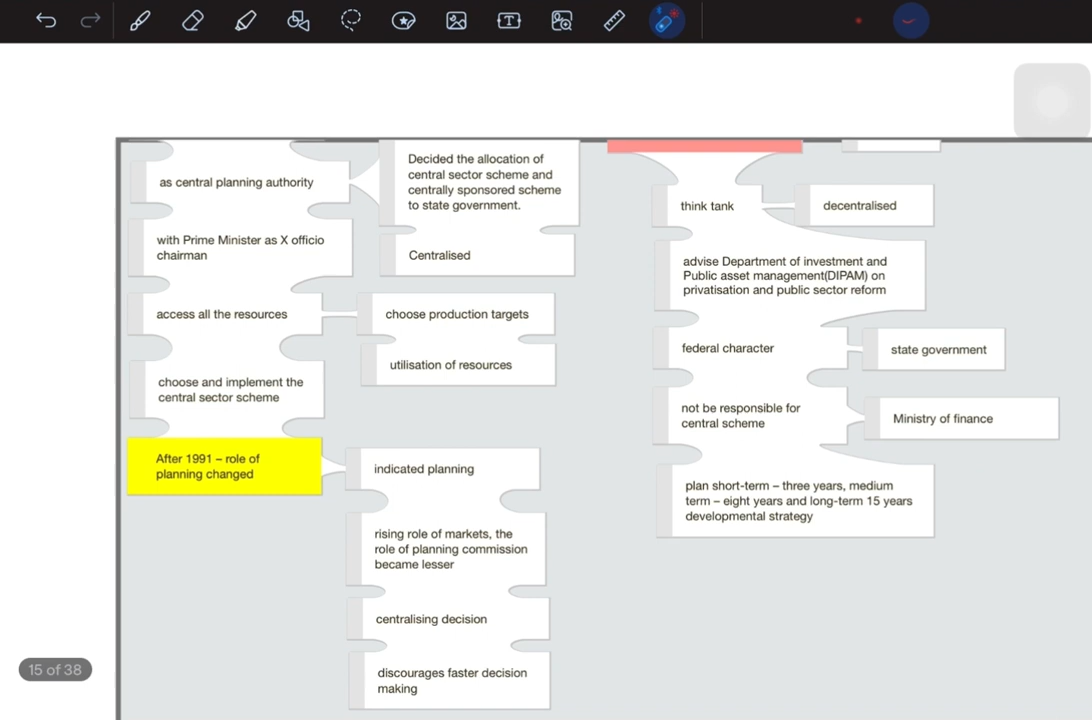 as central planning authority
Decided the allocation of
central sector scheme and
centrally sponsored scheme
to state government.
with Prime Minister as X officio
chairman
Centralised
access all the resources
choose production targets
utilisation of resources
choose and implement the
central sector scheme
After 1991 – role of
planning changed
indicated planning
rising role of markets, the
role of planning commission
became lesser
centralising decision
discourages faster decision
making
think tank
decentralised
advise Department of investment and
Public asset management(DIPAM) on
privatisation and public sector reform
federal character
state government
not be responsible for
central scheme
Ministry of finance
plan short-term – three years, medium
term – eight years and long-term 15 years
developmental strategy
15 of 38